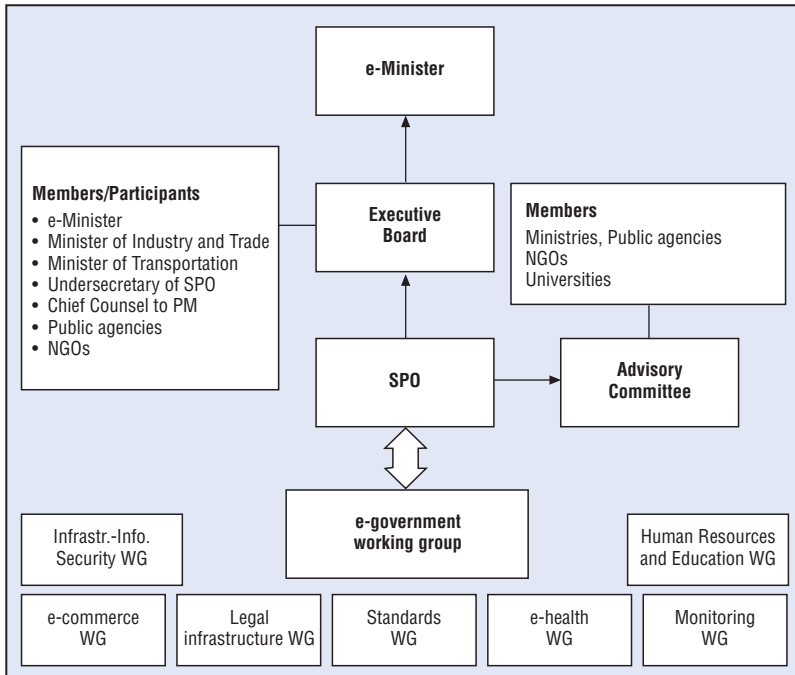 e-Minister
Members/Participants
• e-Minister
• Minister of Industry and Trade
• Minister of Transportation
• Undersecretary of SPO
• Chief Counsel to PM
• Public agencies
• NGOs
Executive
Board
Members
Ministries, Public agencies
NGOs
Universities
SPO
Advisory
Committee
e-government
working group
Infrastr.-Info.
Security WG
Human Resources
and Education WG
e-commerce
WG
Legal
infrastructure WG
Standards
WG
e-health
WG
Monitoring
WG